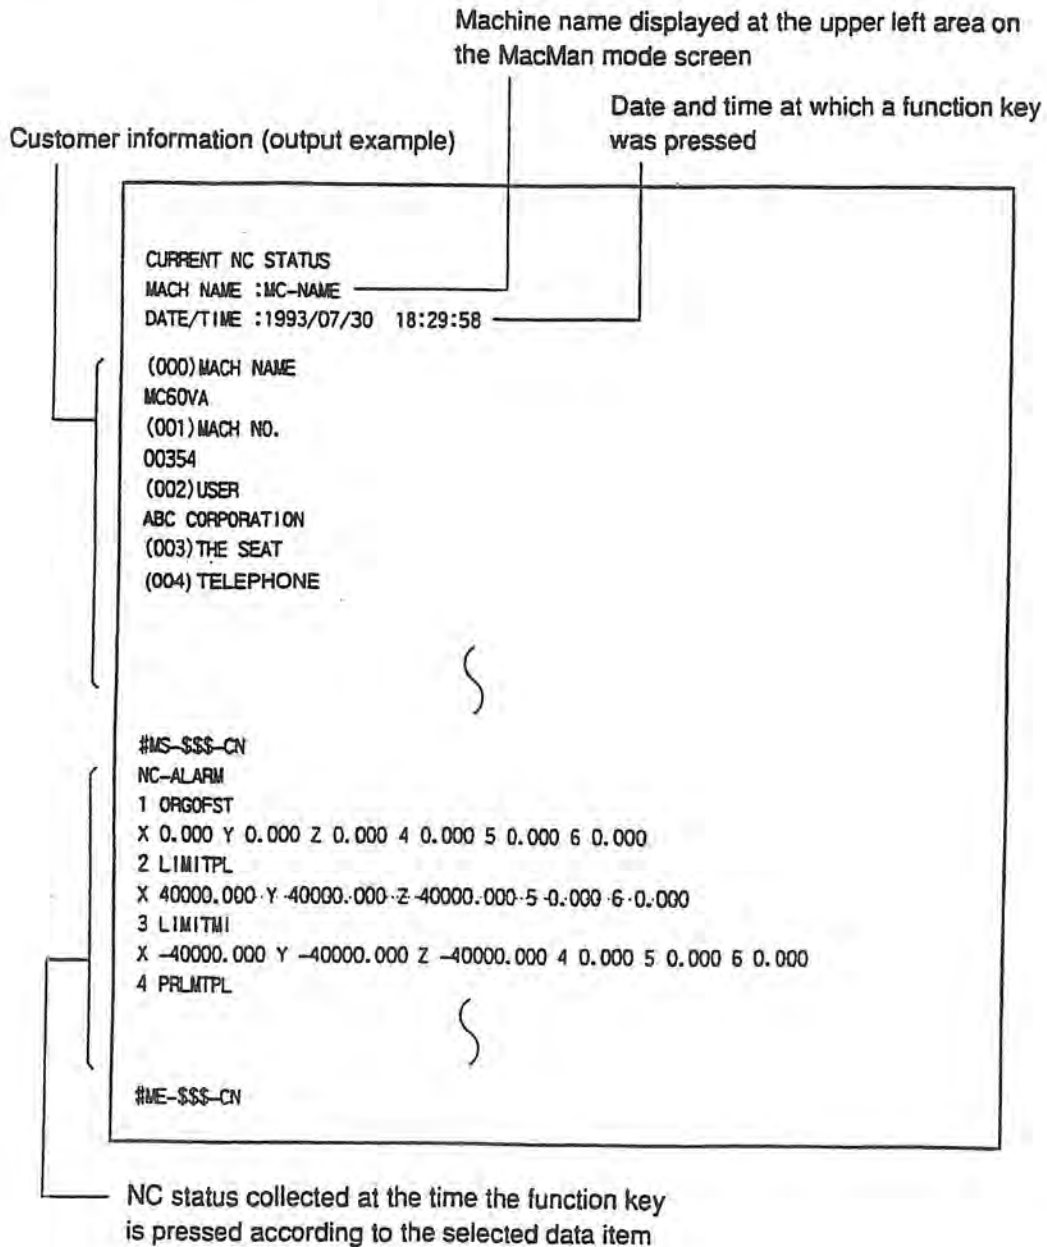 Machine name displayed at the upper left area on
the MacMan mode screen
Date and time at which a function key
was pressed
Customer information (output example)
CURRENT NC STATUS
MACH NAME :MC-NAME
DATE/TIME :1993/07/30 18:29:58
(000)MACH NAME
MC60VA
(001)MACH NO.
00354
(002)USER
ABC CORPORATION
(003)THE SEAT
(004)TELEPHONE
#MS-$$$-CN
NC-ALARM
1 ORGOFST
X 0.000 Y 0.000 Z 0.000 4 0.000 5 0.000 6 0.000
2 LIMITPL
X 40000.000 Y 40000.000 Z 40000.000 5 0.000 6 0.000
3 LIMITMI
X -40000.000 Y -40000.000 Z -40000.000 4 0.000 5 0.000 6 0.000
4 PRLMTPL
#ME-$$$-CN
NC status collected at the time the function key
is pressed according to the selected data item